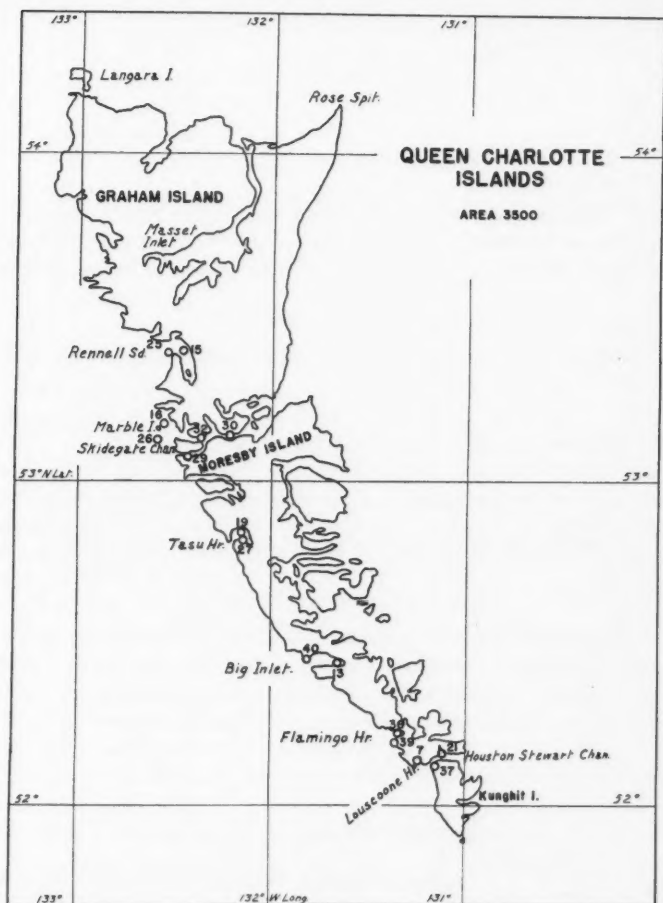 133° 132° 131°
Langara I.
Rose Spit.
54° 54°
QUEEN CHARLOTTE
ISLANDS
GRAHAM ISLAND
AREA 3500
Masset
Inlet
25 15
Rennell Sd.
16
Marble I.
32 30
26
Skidegate Chan.
29
MORESBY ISLAND
53° N Lat. 53°
19
Tasu Hr.
27
40
Big Inlet.
13
Flamingo Hr.
39
7 21
Houston Stewart Chan.
37
Louscoone Hr.
Kunghit I.
52° 52°
133° 132° W Long. 131°